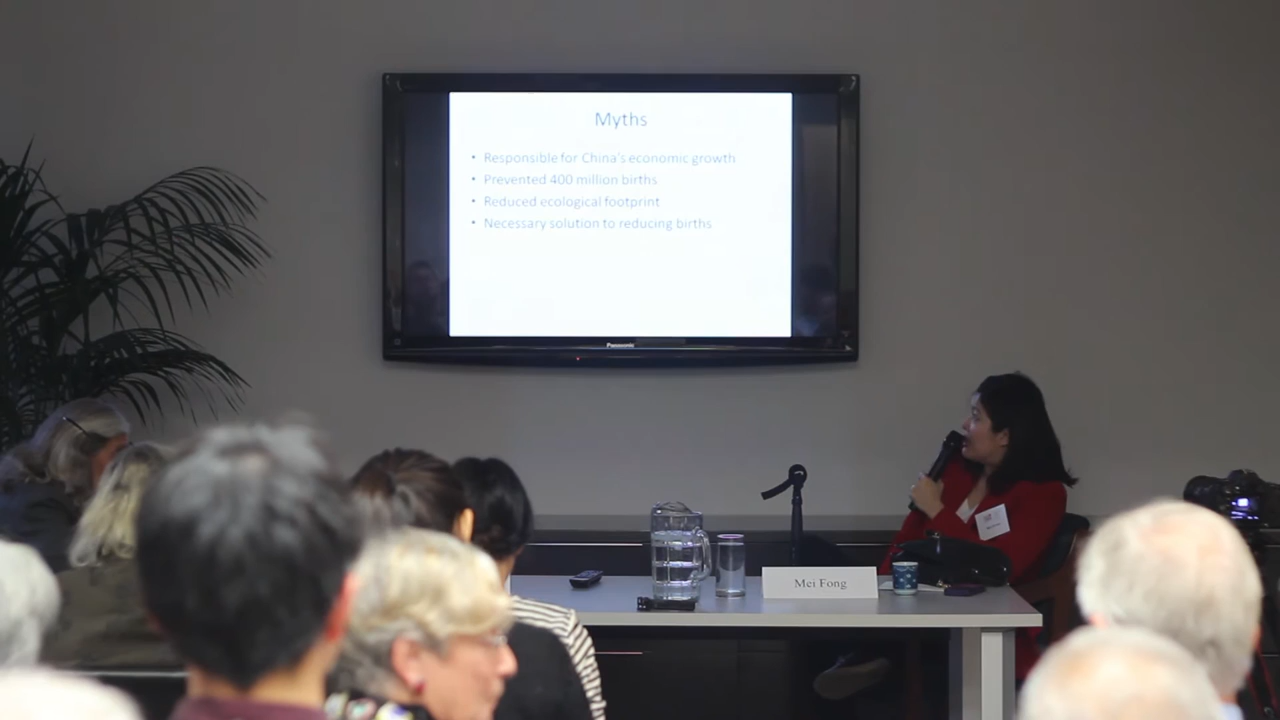 Myths
• Responsible for China's economic growth
• Prevented 400 million births
• Reduced ecological footprint
• Necessary solution to reducing births
Panasonic
Mei Fong